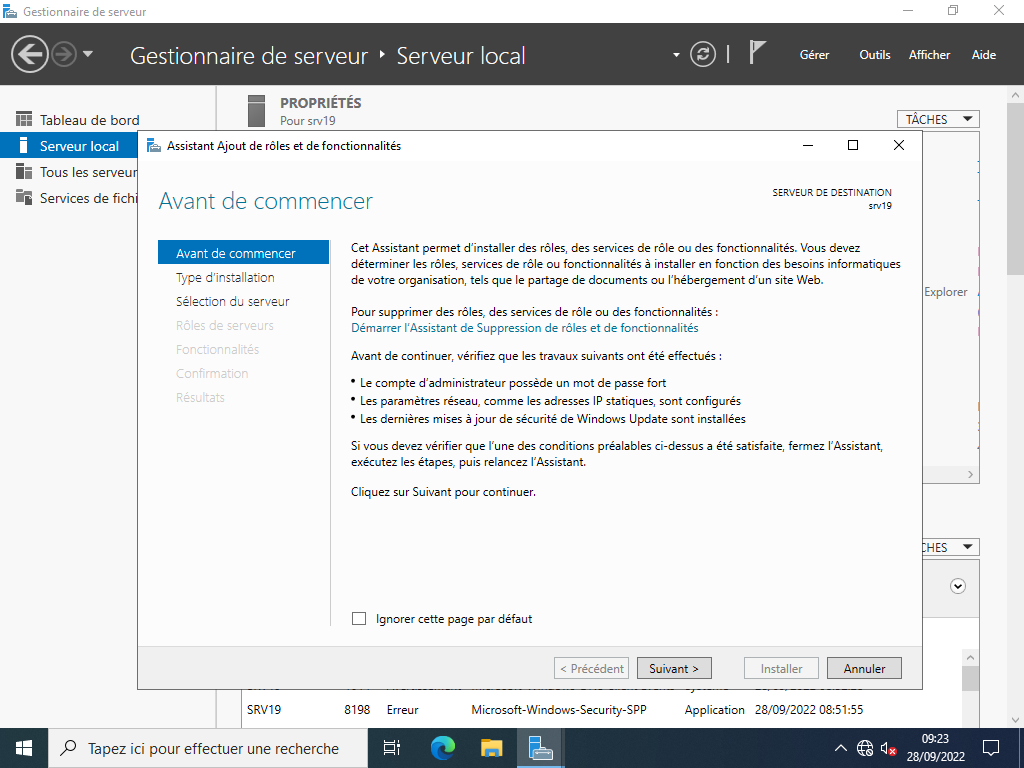 Gestionnaire de serveur
Gestionnaire de serveur ‣ Serveur local
Gérer Outils Afficher Aide
Tableau de bord
Serveur local
Tous les serveur
Services de fichi
PROPRIÉTÉS
Pour srv19
TÂCHES
Assistant Ajout de rôles et de fonctionnalités
Avant de commencer
SERVEUR DE DESTINATION
srv19
Avant de commencer
Type d'installation
Sélection du serveur
Rôles de serveurs
Fonctionnalités
Confirmation
Résultats
Cet Assistant permet d'installer des rôles, des services de rôle ou des fonctionnalités. Vous devez
déterminer les rôles, services de rôle ou fonctionnalités à installer en fonction des besoins informatiques
de votre organisation, tels que le partage de documents ou l'hébergement d'un site Web.
Pour supprimer des rôles, des services de rôle ou des fonctionnalités :
Démarrer l'Assistant de Suppression de rôles et de fonctionnalités
Avant de continuer, vérifiez que les travaux suivants ont été effectués :
• Le compte d'administrateur possède un mot de passe fort
• Les paramètres réseau, comme les adresses IP statiques, sont configurés
• Les dernières mises à jour de sécurité de Windows Update sont installées
Si vous devez vérifier que l'une des conditions préalables ci-dessus a été satisfaite, fermez l'Assistant,
exécutez les étapes, puis relancez l'Assistant.
Cliquez sur Suivant pour continuer.
Ignorer cette page par défaut
< Précédent Suivant > Installer Annuler
Explorer
CHES
SRV19 8198 Erreur Microsoft-Windows-Security-SPP Application 28/09/2022 08:51:55
Tapez ici pour effectuer une recherche
09:23
28/09/2022